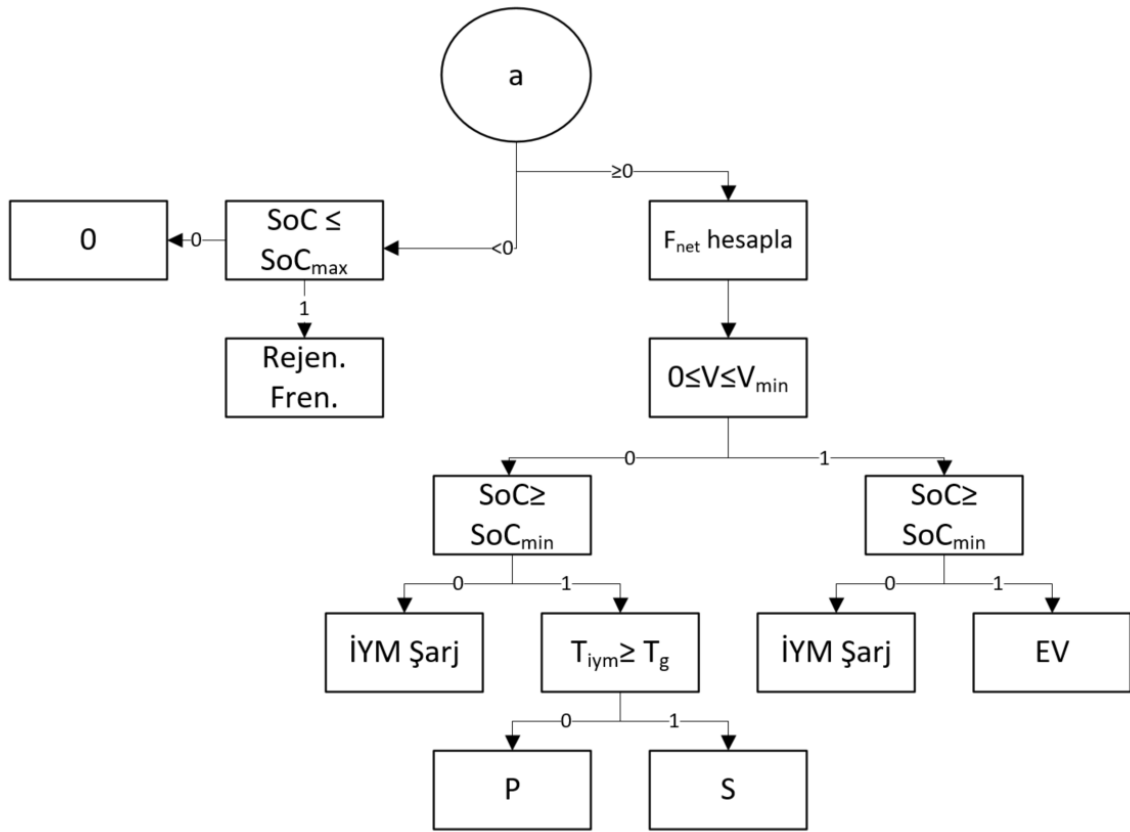 a
≥0
0
0
SoC ≤
SoCmax
<0
Fnet hesapla
1
Rejen.
Fren.
0≤V≤Vmin
0
1
SoC≥
SoCmin
SoC≥
SoCmin
0
1
0
1
İYM Şarj
Tiym≥ Tg
İYM Şarj
EV
0
1
P
S